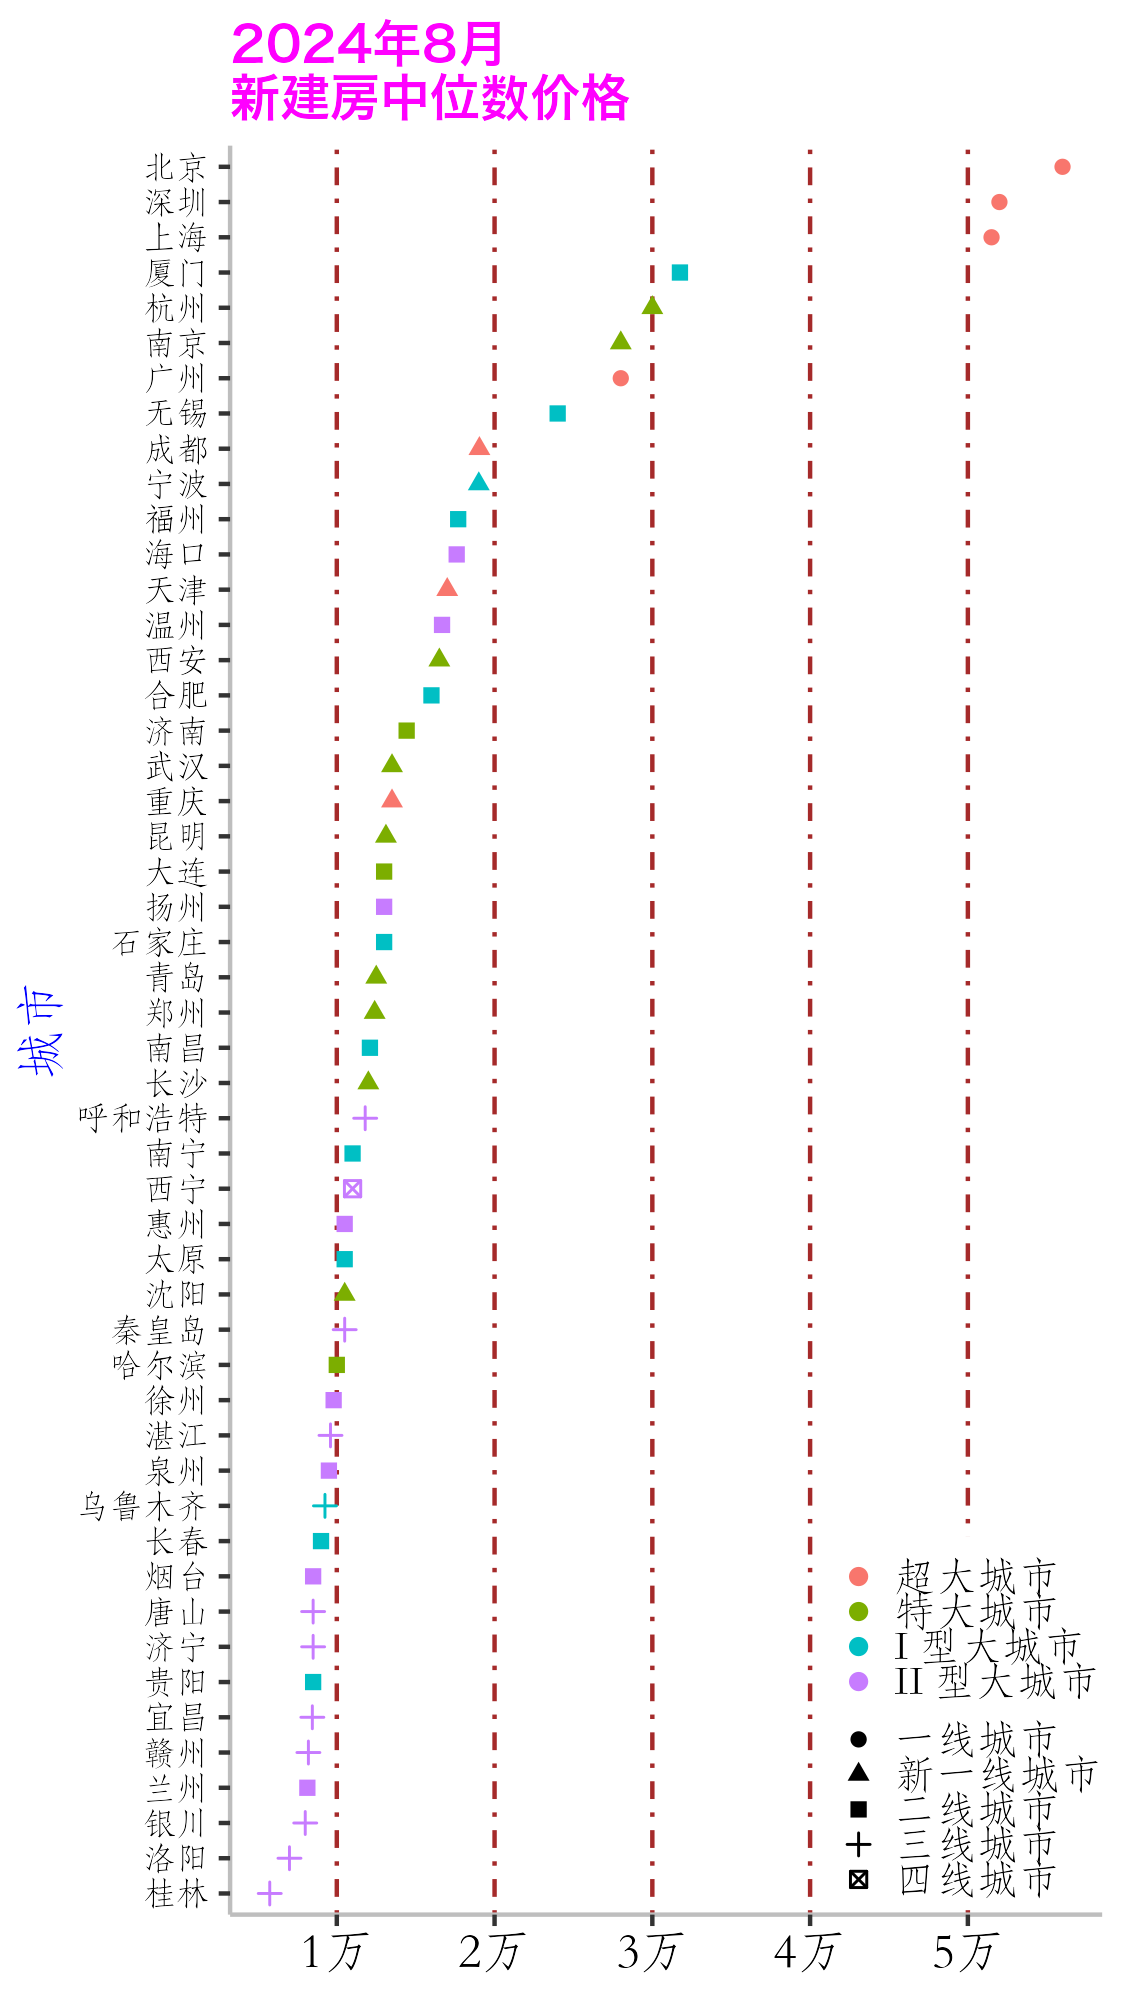 2024年8月
新建房中位数价格
北京
深圳
上海
厦门
杭州
南京
广州
无锡
成都
宁波
福州
海口
天津
温州
西安
合肥
济南
武汉
重庆
昆明
大连
扬州
石家庄
青岛
郑州
南昌
长沙
呼和浩特
南宁
西宁
惠州
太原
沈阳
秦皇岛
哈尔滨
徐州
湛江
泉州
乌鲁木齐
长春
烟台
唐山
济宁
贵阳
宜昌
赣州
兰州
银川
洛阳
桂林
城市
超大城市
特大城市
I 型大城市
II 型大城市
一线城市
新一线城市
二线城市
三线城市
四线城市
1万 2万 3万 4万 5万